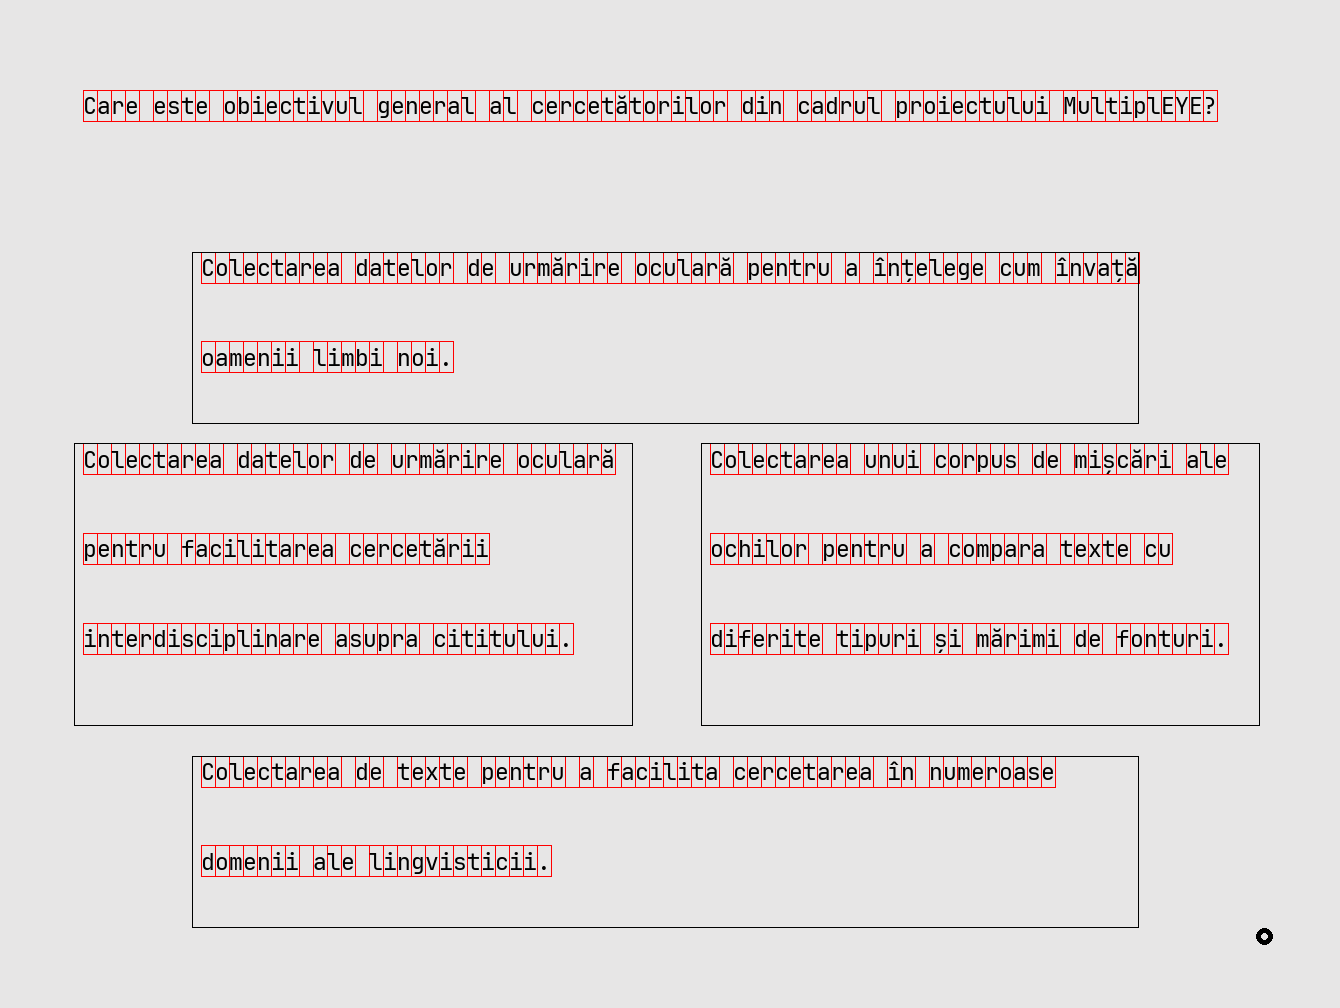 Care este obiectivul general al cercetătorilor din cadrul proiectului MultiplEYE?
Colectarea datelor de urmărire oculară pentru a înțelege cum învață
oamenii limbi noi.
Colectarea datelor de urmărire oculară
pentru facilitarea cercetării
interdisciplinare asupra cititului.
Colectarea unui corpus de mișcări ale
ochilor pentru a compara texte cu
diferite tipuri și mărimi de fonturi.
Colectarea de texte pentru a facilita cercetarea în numeroase
domenii ale lingvisticii.